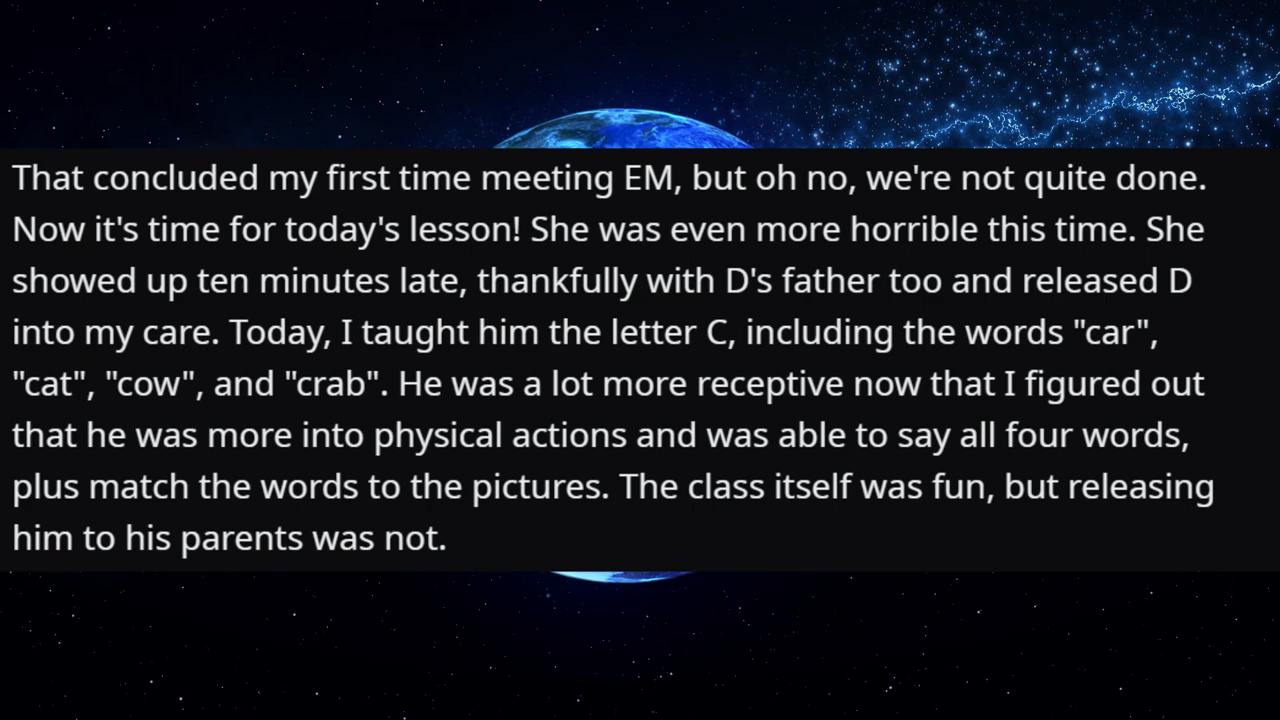 That concluded my first time meeting EM, but oh no, we're not quite done.
Now it's time for today's lesson! She was even more horrible this time. She
showed up ten minutes late, thankfully with D's father too and released D
into my care. Today, I taught him the letter C, including the words "car",
"cat", "cow", and "crab". He was a lot more receptive now that I figured out
that he was more into physical actions and was able to say all four words,
plus match the words to the pictures. The class itself was fun, but releasing
him to his parents was not.